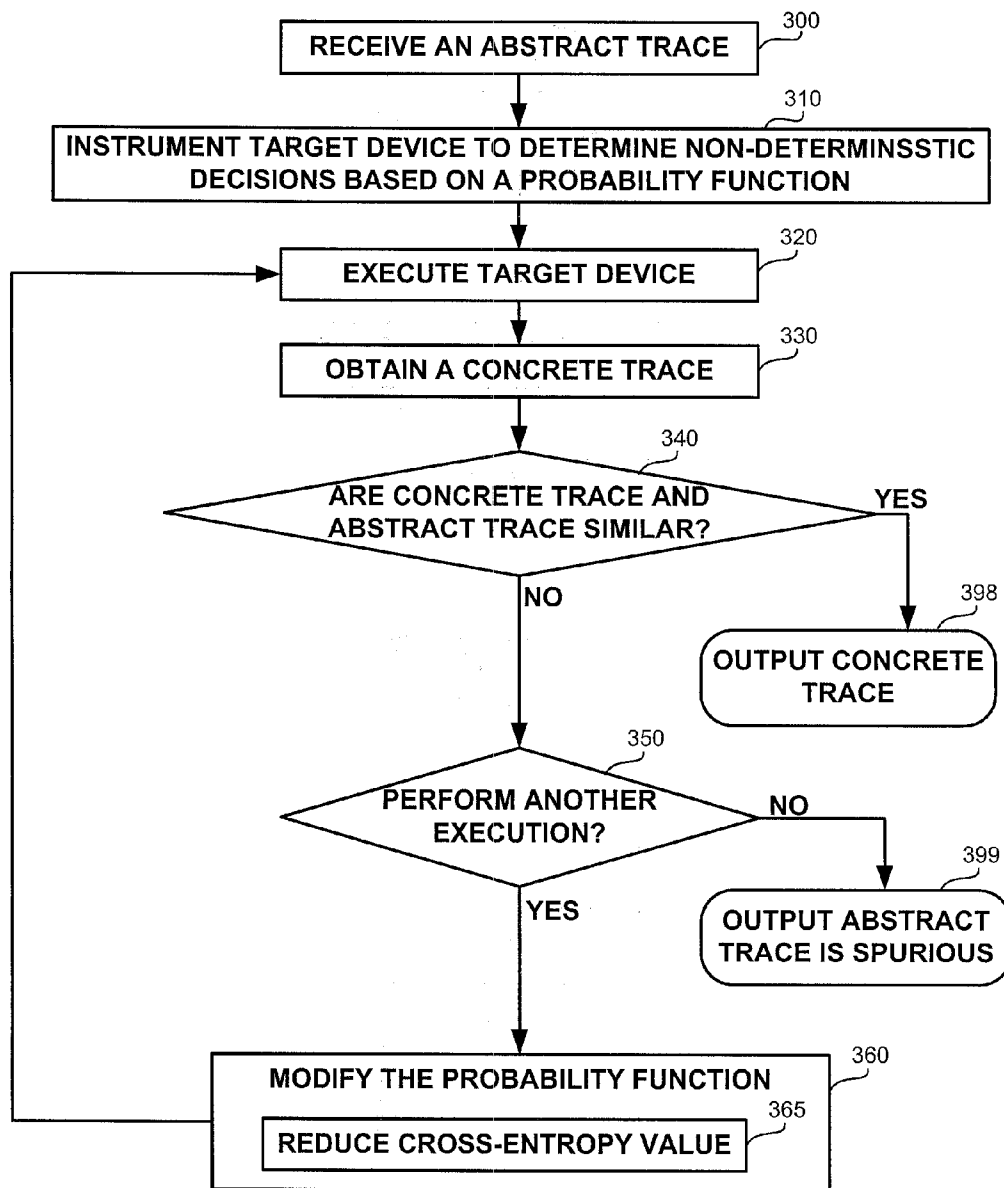 300
RECEIVE AN ABSTRACT TRACE
310
INSTRUMENT TARGET DEVICE TO DETERMINE NON-DETERMINSSTIC
DECISIONS BASED ON A PROBABILITY FUNCTION
320
EXECUTE TARGET DEVICE
330
OBTAIN A CONCRETE TRACE
340
ARE CONCRETE TRACE AND
ABSTRACT TRACE SIMILAR?
YES
NO
398
OUTPUT CONCRETE
TRACE
350
PERFORM ANOTHER
EXECUTION?
NO
YES
399
OUTPUT ABSTRACT
TRACE IS SPURIOUS
360
MODIFY THE PROBABILITY FUNCTION
365
REDUCE CROSS-ENTROPY VALUE